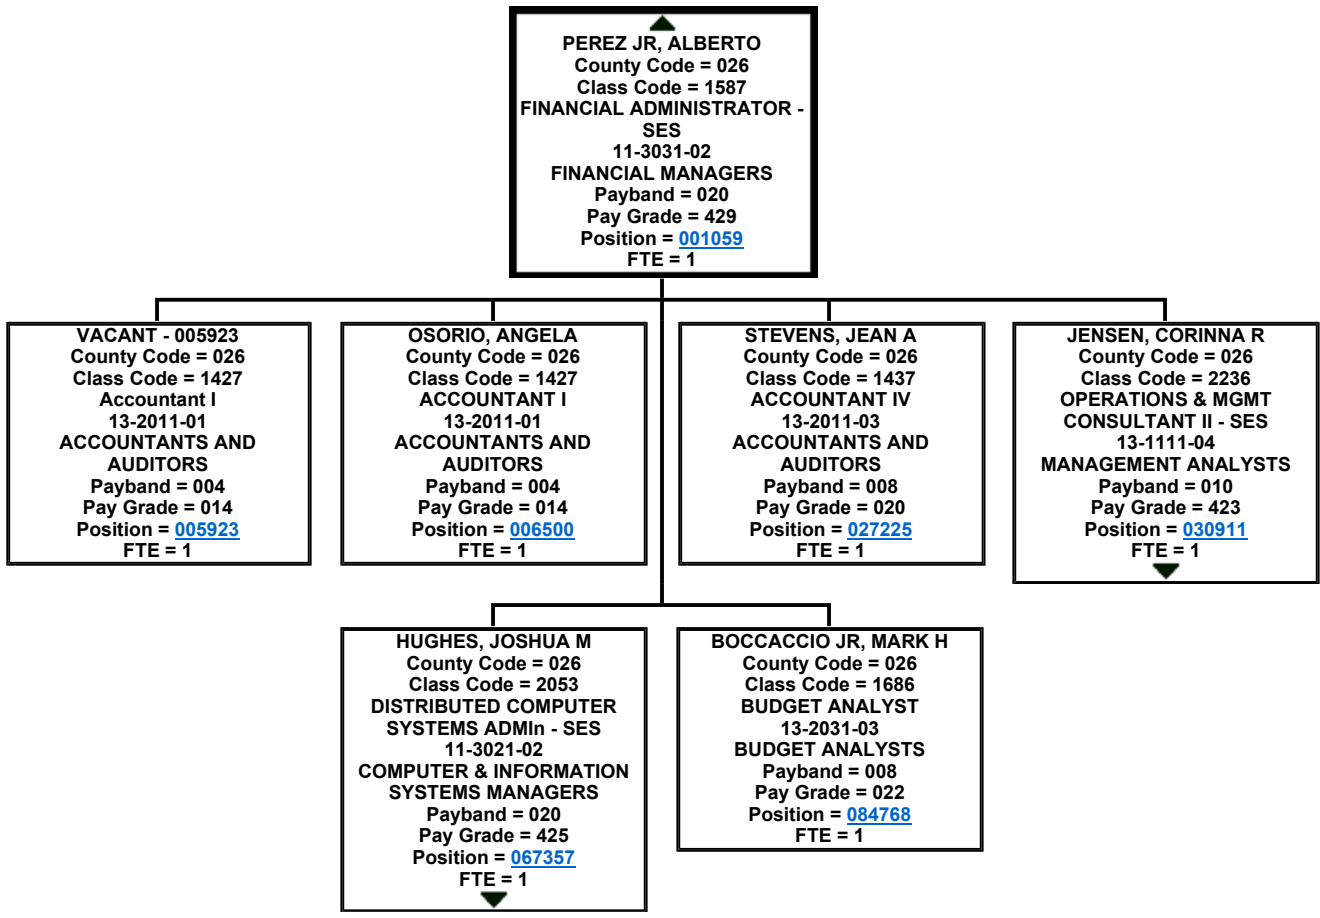 PEREZ JR, ALBERTO
County Code = 026
Class Code = 1587
FINANCIAL ADMINISTRATOR -
SES
11-3031-02
FINANCIAL MANAGERS
Payband = 020
Pay Grade = 429
Position = 001059
FTE = 1
VACANT - 005923
County Code = 026
Class Code = 1427
Accountant I
13-2011-01
ACCOUNTANTS AND
AUDITORS
Payband = 004
Pay Grade = 014
Position = 005923
FTE = 1
OSORIO, ANGELA
County Code = 026
Class Code = 1427
ACCOUNTANT I
13-2011-01
ACCOUNTANTS AND
AUDITORS
Payband = 004
Pay Grade = 014
Position = 006500
FTE = 1
STEVENS, JEAN A
County Code = 026
Class Code = 1437
ACCOUNTANT IV
13-2011-03
ACCOUNTANTS AND
AUDITORS
Payband = 008
Pay Grade = 020
Position = 027225
FTE = 1
JENSEN, CORINNA R
County Code = 026
Class Code = 2236
OPERATIONS & MGMT
CONSULTANT II - SES
13-1111-04
MANAGEMENT ANALYSTS
Payband = 010
Pay Grade = 423
Position = 030911
FTE = 1
HUGHES, JOSHUA M
County Code = 026
Class Code = 2053
DISTRIBUTED COMPUTER
SYSTEMS ADMIn - SES
11-3021-02
COMPUTER & INFORMATION
SYSTEMS MANAGERS
Payband = 020
Pay Grade = 425
Position = 067357
FTE = 1
BOCCACCIO JR, MARK H
County Code = 026
Class Code = 1686
BUDGET ANALYST
13-2031-03
BUDGET ANALYSTS
Payband = 008
Pay Grade = 022
Position = 084768
FTE = 1